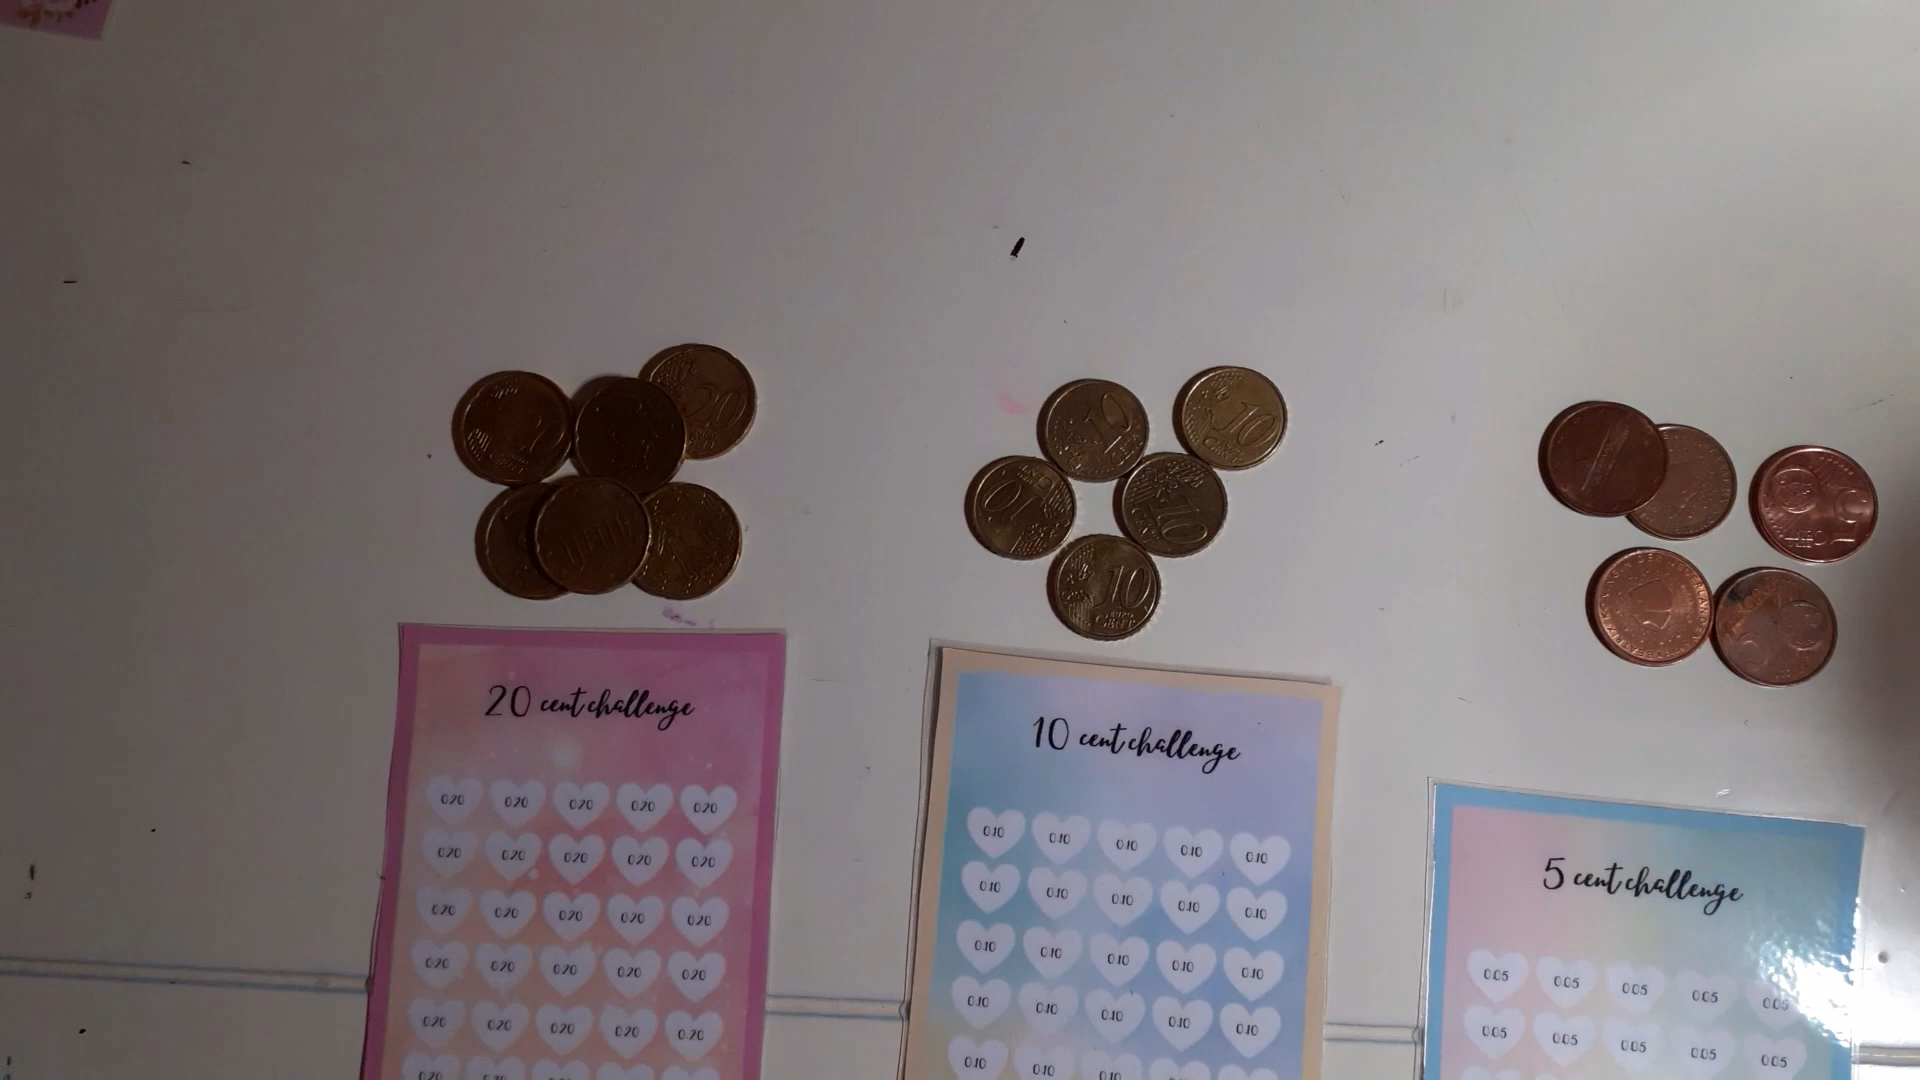 20
10
10
10
10
10
CENT
20 cent challenge
0.20 0.20 0.20 0.20 0.20
0.20 0.20 0.20 0.20 0.20
0.20 0.20 0.20 0.20 0.20
0.20 0.20 0.20 0.20 0.20
0.20 0.20 0.20 0.20 0.20
10 cent challenge
0.10 0.10 0.10 0.10 0.10
0.10 0.10 0.10 0.10 0.10
0.10 0.10 0.10 0.10 0.10
0.10 0.10 0.10 0.10 0.10
0.10 0.10 0.10
5 cent challenge
0.05 0.05 0.05 0.05 0.05
0.05 0.05 0.05 0.05 0.05